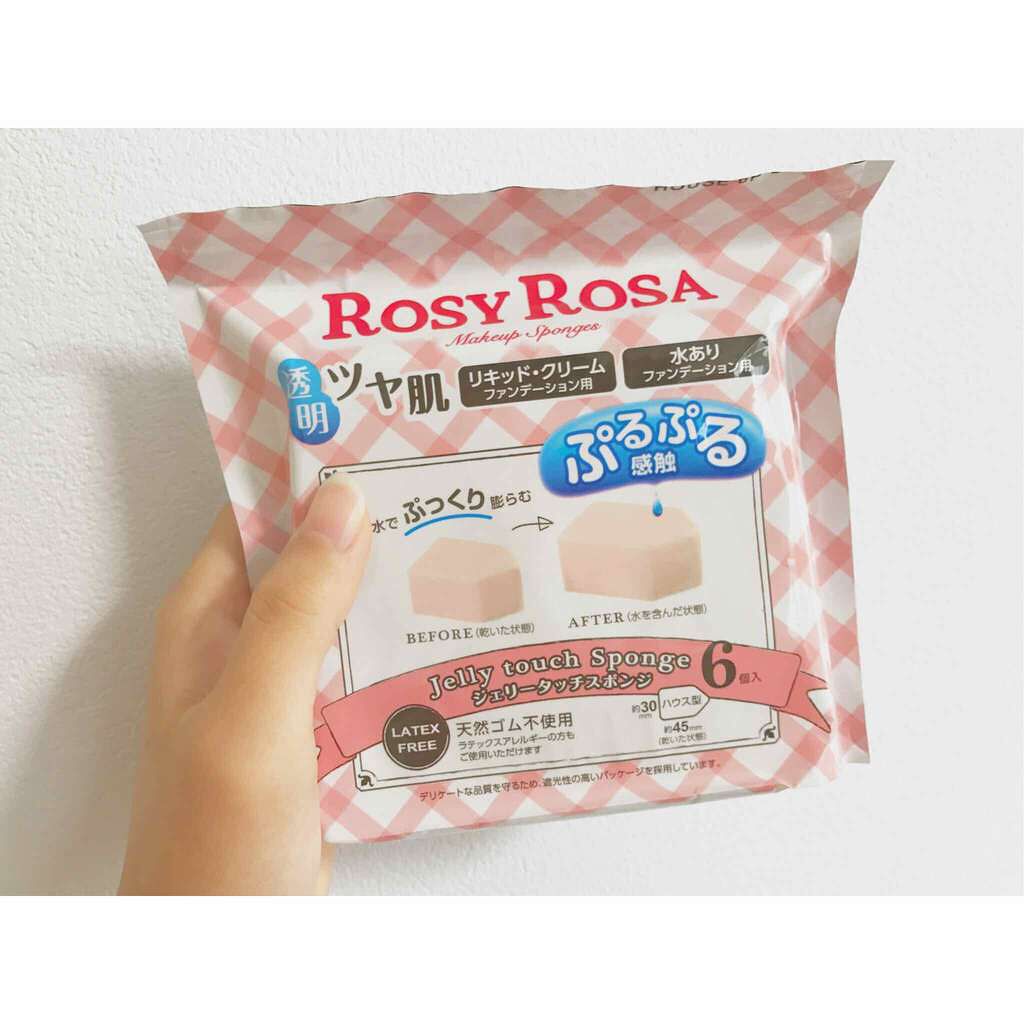 HOUSE
ROSY ROSA
Makeup Sponges
透明
ツヤ肌
リキッド・クリーム
ファンデーション用
水あり
ファンデーション用
ぷるぷる
感触
水でぷっくり膨らむ
BEFORE (乾いた状態)
AFTER (水を含んだ状態)
Jelly touch Sponge
ジェリータッチスポンジ
6個入
LATEX
FREE
天然ゴム不使用
ラテックスアレルギーの方も
ご使用いただけます
約30mm
ハウス型
約45mm
(乾いた状態)
デリケートな品質を守るため、遮光性の高いパッケージを採用しています。